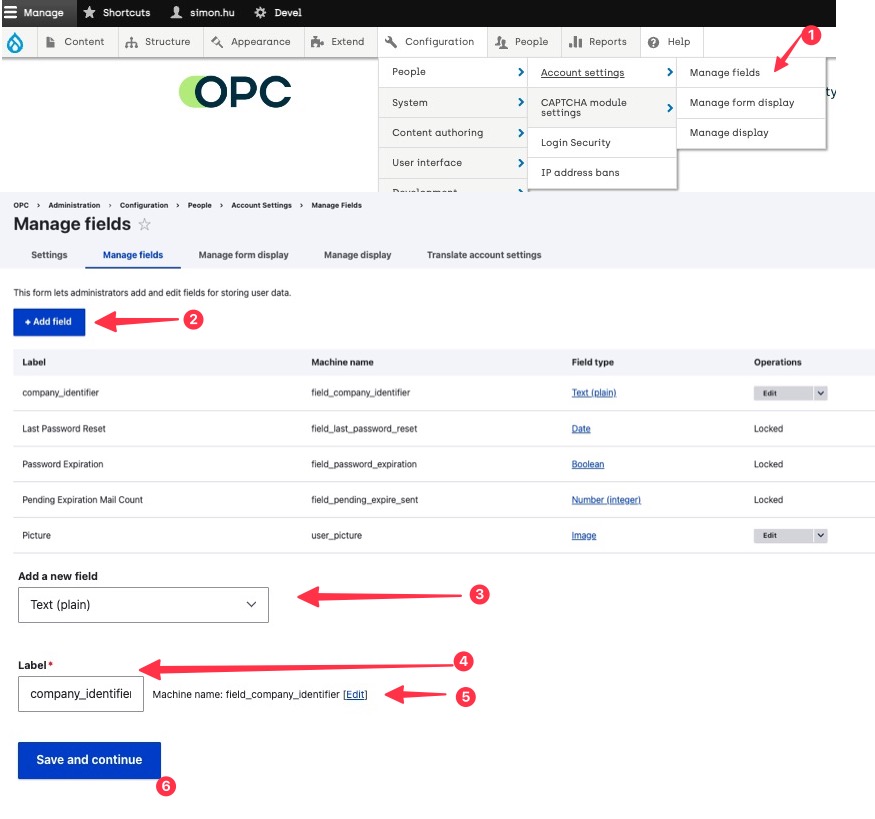 Manage Shortcuts simon.hu Devel
Content Structure Appearance Extend Configuration People Reports Help
1
People Account settings Manage fields
OPC
System CAPTCHA module settings Manage form display
Content authoring Login Security Manage display
User interface IP address bans
Development
OPC > Administration > Configuration > People > Account Settings > Manage Fields
Manage fields
Settings Manage fields Manage form display Manage display Translate account settings
This form lets administrators add and edit fields for storing user data.
+ Add field 2
Label Machine name Field type Operations
company_identifier field_company_identifier Text (plain) Edit
Last Password Reset field_last_password_reset Date Locked
Password Expiration field_password_expiration Boolean Locked
Pending Expiration Mail Count field_pending_expire_sent Number (integer) Locked
Picture user_picture Image Edit
Add a new field
Text (plain) 3
Label* 4
company_identifier Machine name: field_company_identifier [Edit] 5
Save and continue
6